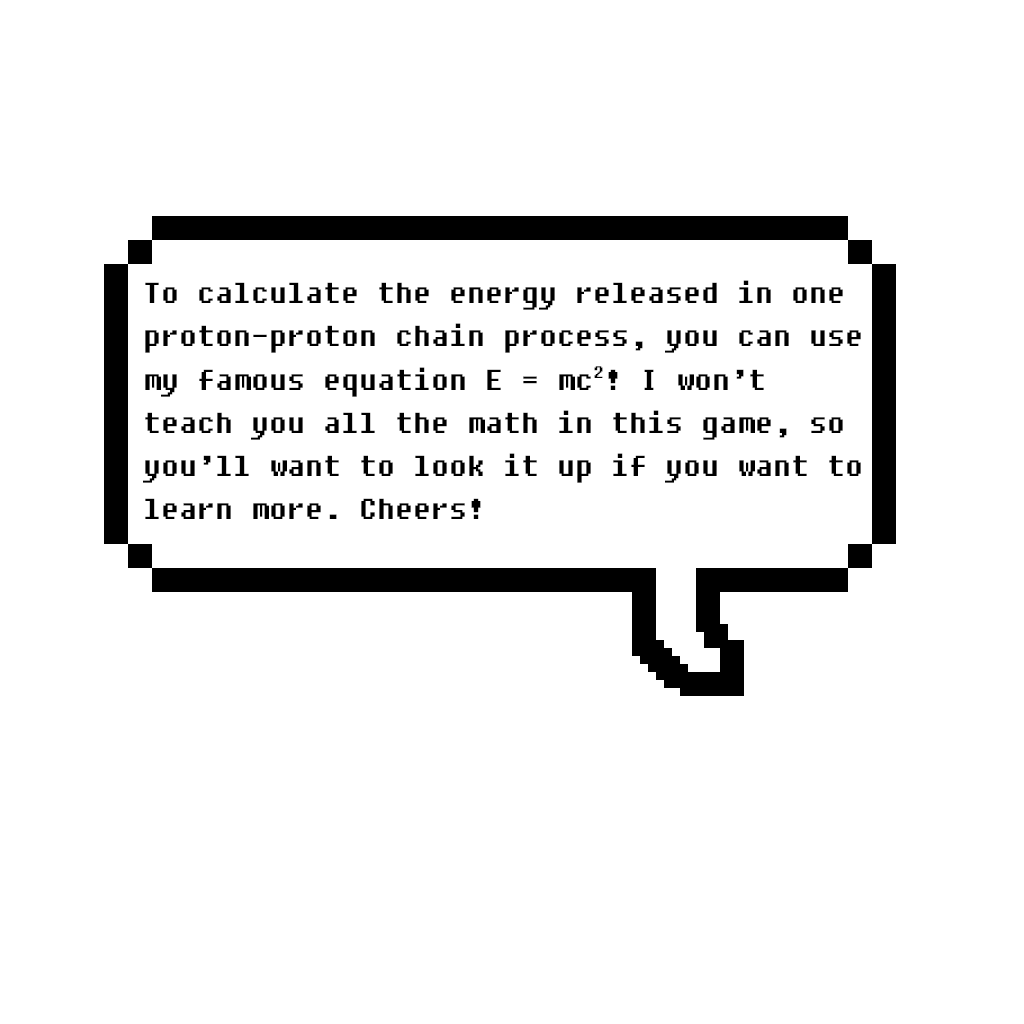 To calculate the energy released in one
proton-proton chain process, you can use
my famous equation E = mc²! I won't
teach you all the math in this game, so
you'll want to look it up if you want to
learn more. Cheers!